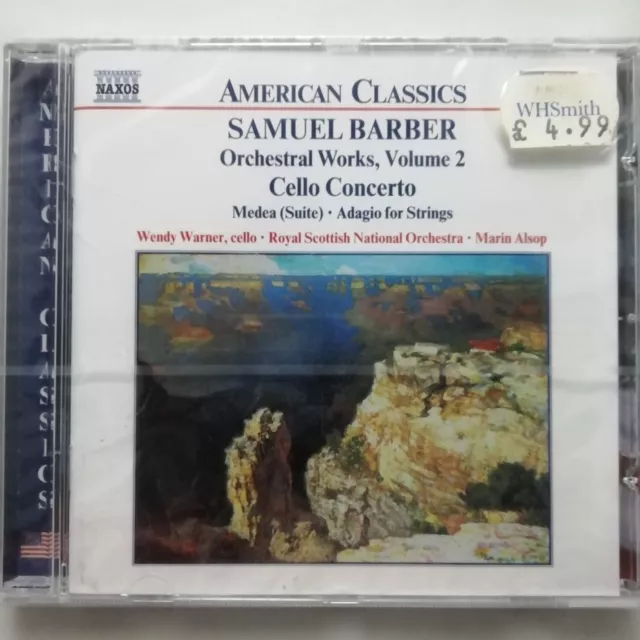 NAXOS
AMERICAN CLASSICS
WHSmith
£ 4.99
SAMUEL BARBER
Orchestral Works, Volume 2
Cello Concerto
Medea (Suite) · Adagio for Strings
Wendy Warner, cello · Royal Scottish National Orchestra · Marin Alsop
AMERICAN CLASSICS